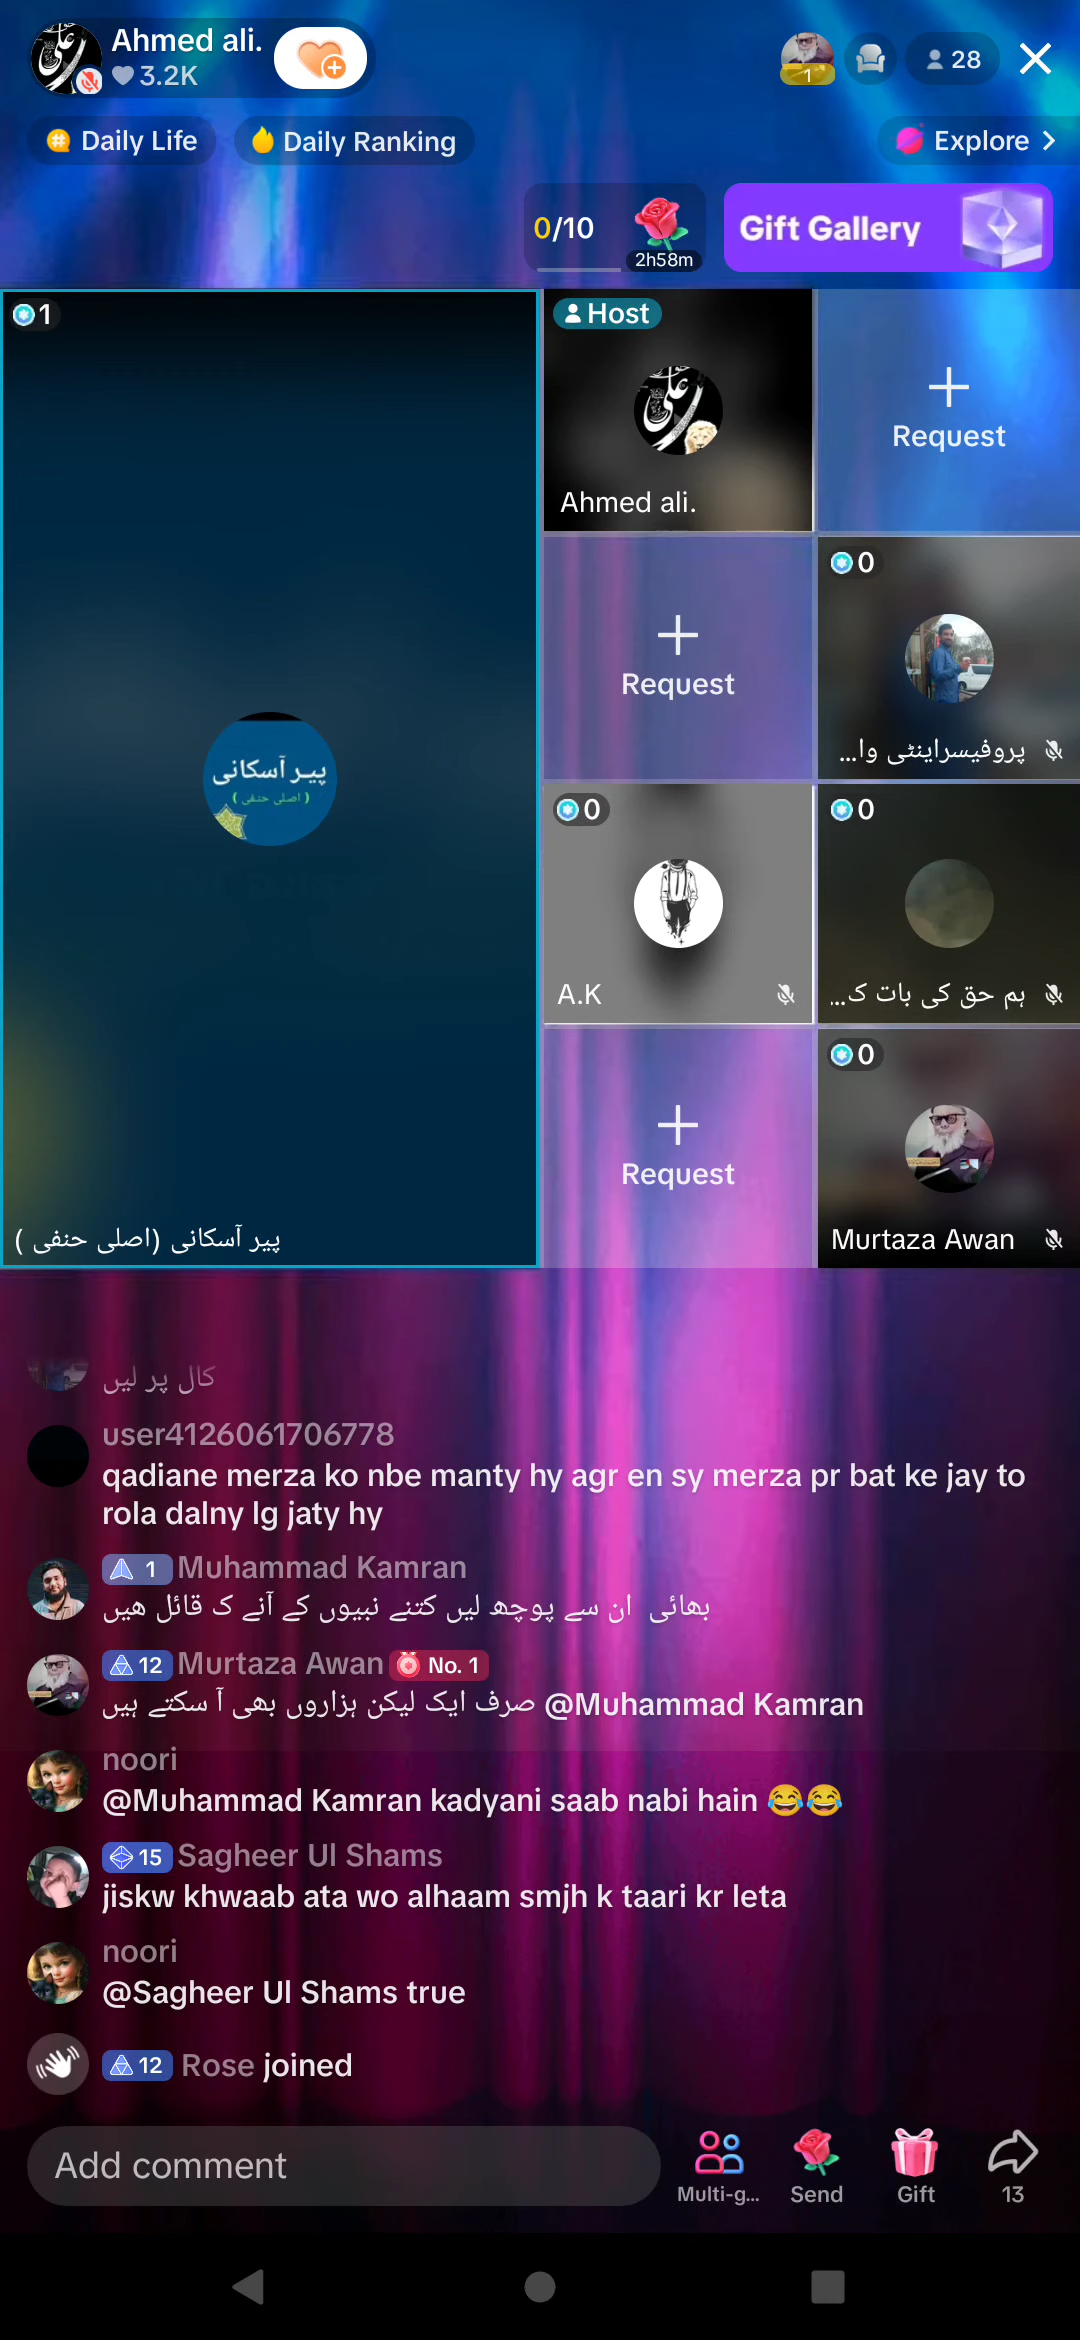 Ahmed ali.
3.2K
1
28
Daily Life
Daily Ranking
Explore
0/10
2h58m
Gift Gallery
1
پیر آسکانی
( اصلی حنفی )
پیر آسکانی (اصلی حنفی )
Host
Ahmed ali.
Request
Request
0
پروفیسراینٹی وا...
0
A.K
0
ہم حق کی بات ک...
Request
0
Murtaza Awan
کال پر لیں
user4126061706778
qadiane merza ko nbe manty hy agr en sy merza pr bat ke jay to
rola dalny lg jaty hy
1 Muhammad Kamran
بھائی ان سے پوچھ لیں کتنے نبیوں کے آنے ک قائل ھیں
12 Murtaza Awan No. 1
صرف ایک لیکن ہزاروں بھی آ سکتے ہیں @Muhammad Kamran
noori
@Muhammad Kamran kadyani saab nabi hain 😂😂
15 Sagheer Ul Shams
jiskw khwaab ata wo alhaam smjh k taari kr leta
noori
@Sagheer Ul Shams true
12 Rose joined
Add comment
Multi-g...
Send
Gift
13